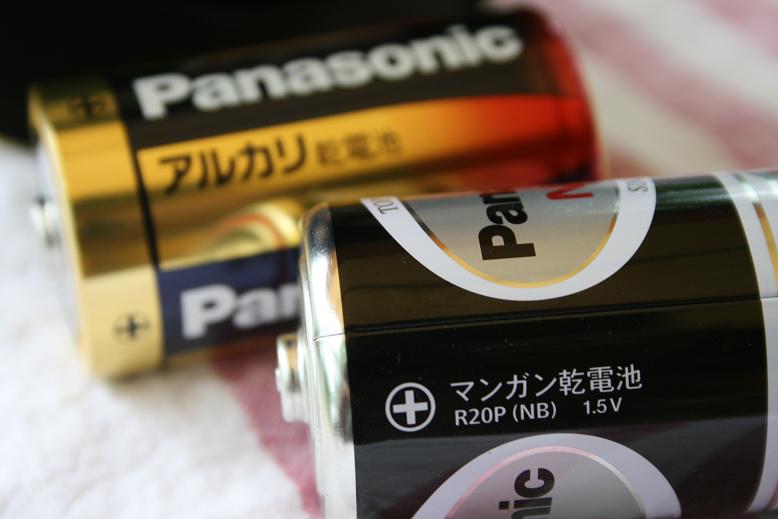 Panasonic
アルカリ乾電池
Pan
Pan
マンガン乾電池
R20P (NB) 1.5V
nic